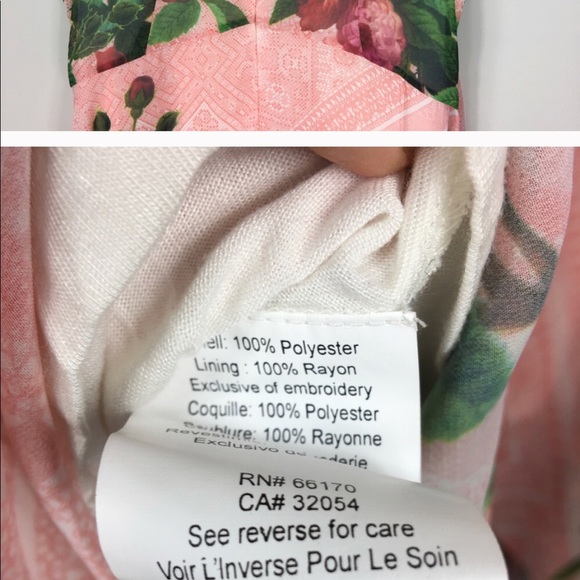 ell: 100% Polyester
Lining : 100% Rayon
Exclusive of embroidery
Coquille: 100% Polyester
100% Rayonne
Exclusivo
RN# 66170
CA# 32054
See reverse for care
Voir L'Inverse Pour Le Soin